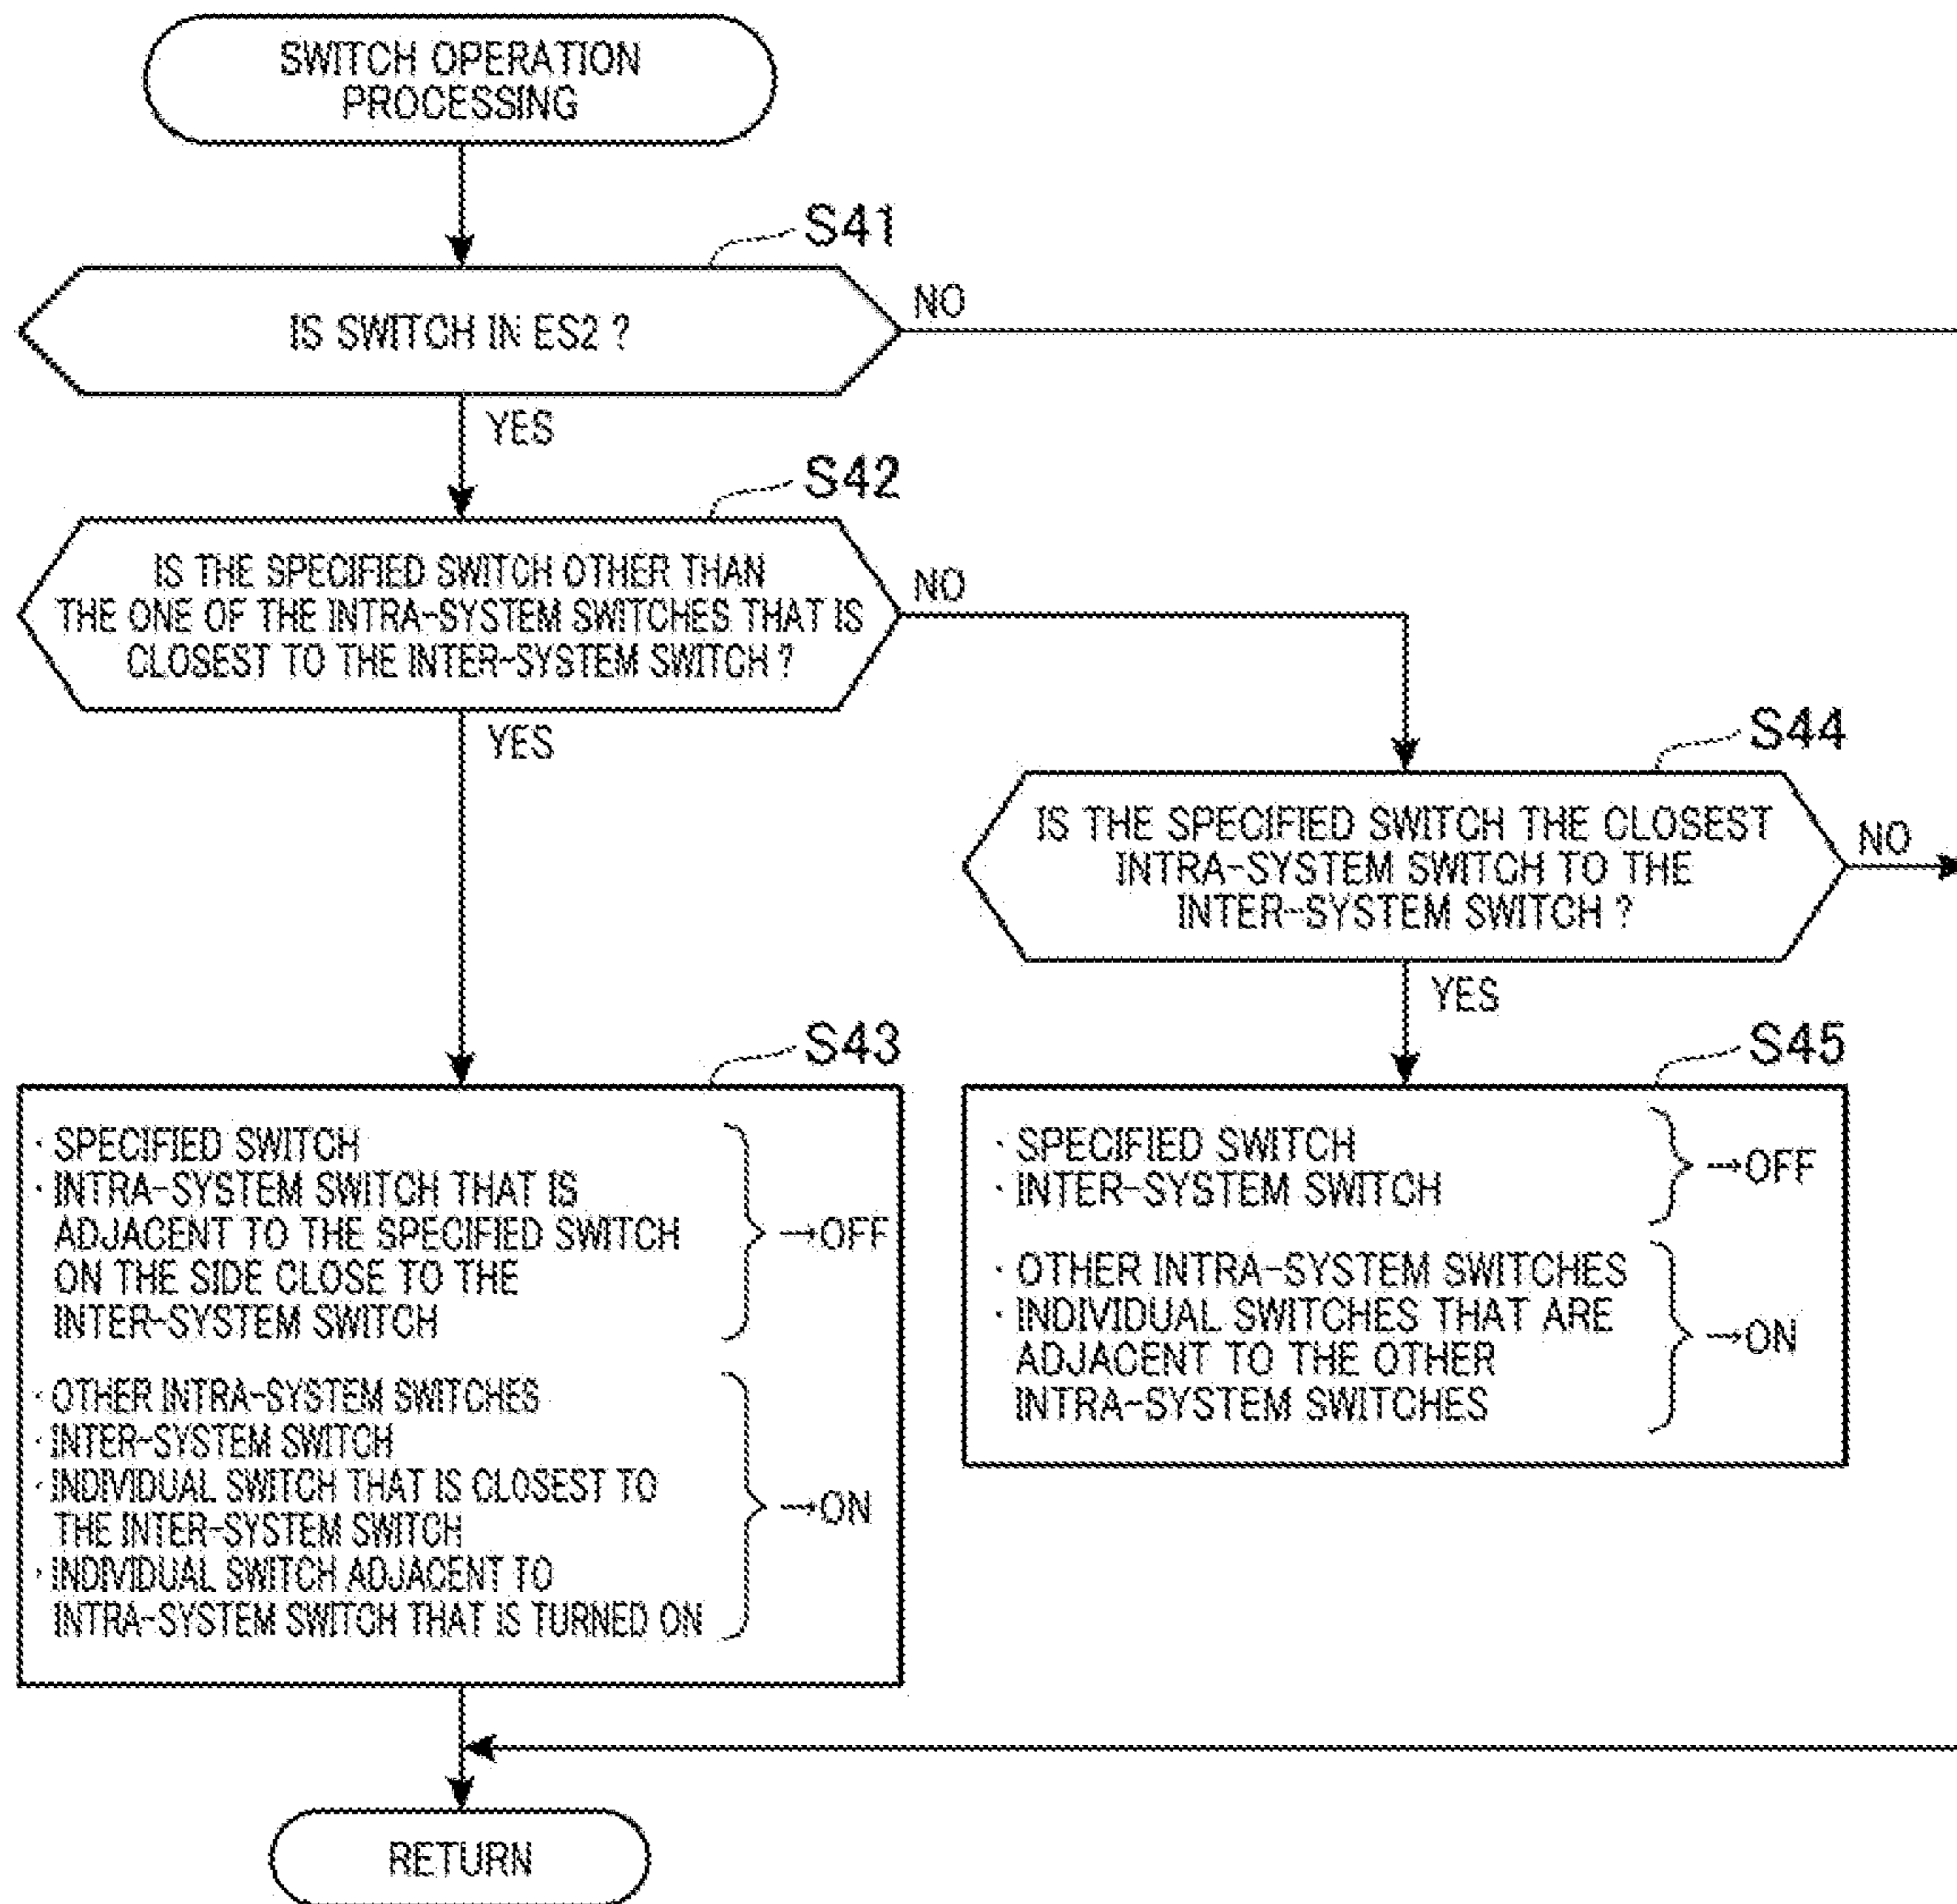 SWITCH OPERATION
PROCESSING
S41
IS SWITCH IN ES2 ?
NO
YES
S42
IS THE SPECIFIED SWITCH OTHER THAN
THE ONE OF THE INTRA-SYSTEM SWITCHES THAT IS
CLOSEST TO THE INTER-SYSTEM SWITCH ?
NO
YES
S44
IS THE SPECIFIED SWITCH THE CLOSEST
INTRA-SYSTEM SWITCH TO THE
INTER-SYSTEM SWITCH ?
NO
YES
S43
· SPECIFIED SWITCH
· INTRA-SYSTEM SWITCH THAT IS
ADJACENT TO THE SPECIFIED SWITCH
ON THE SIDE CLOSE TO THE
INTER-SYSTEM SWITCH
→OFF
· OTHER INTRA-SYSTEM SWITCHES
· INTER-SYSTEM SWITCH
· INDIVIDUAL SWITCH THAT IS CLOSEST TO
THE INTER-SYSTEM SWITCH
· INDIVIDUAL SWITCH ADJACENT TO
INTRA-SYSTEM SWITCH THAT IS TURNED ON
→ON
S45
· SPECIFIED SWITCH
· INTER-SYSTEM SWITCH
→OFF
· OTHER INTRA-SYSTEM SWITCHES
· INDIVIDUAL SWITCHES THAT ARE
ADJACENT TO THE OTHER
INTRA-SYSTEM SWITCHES
→ON
RETURN